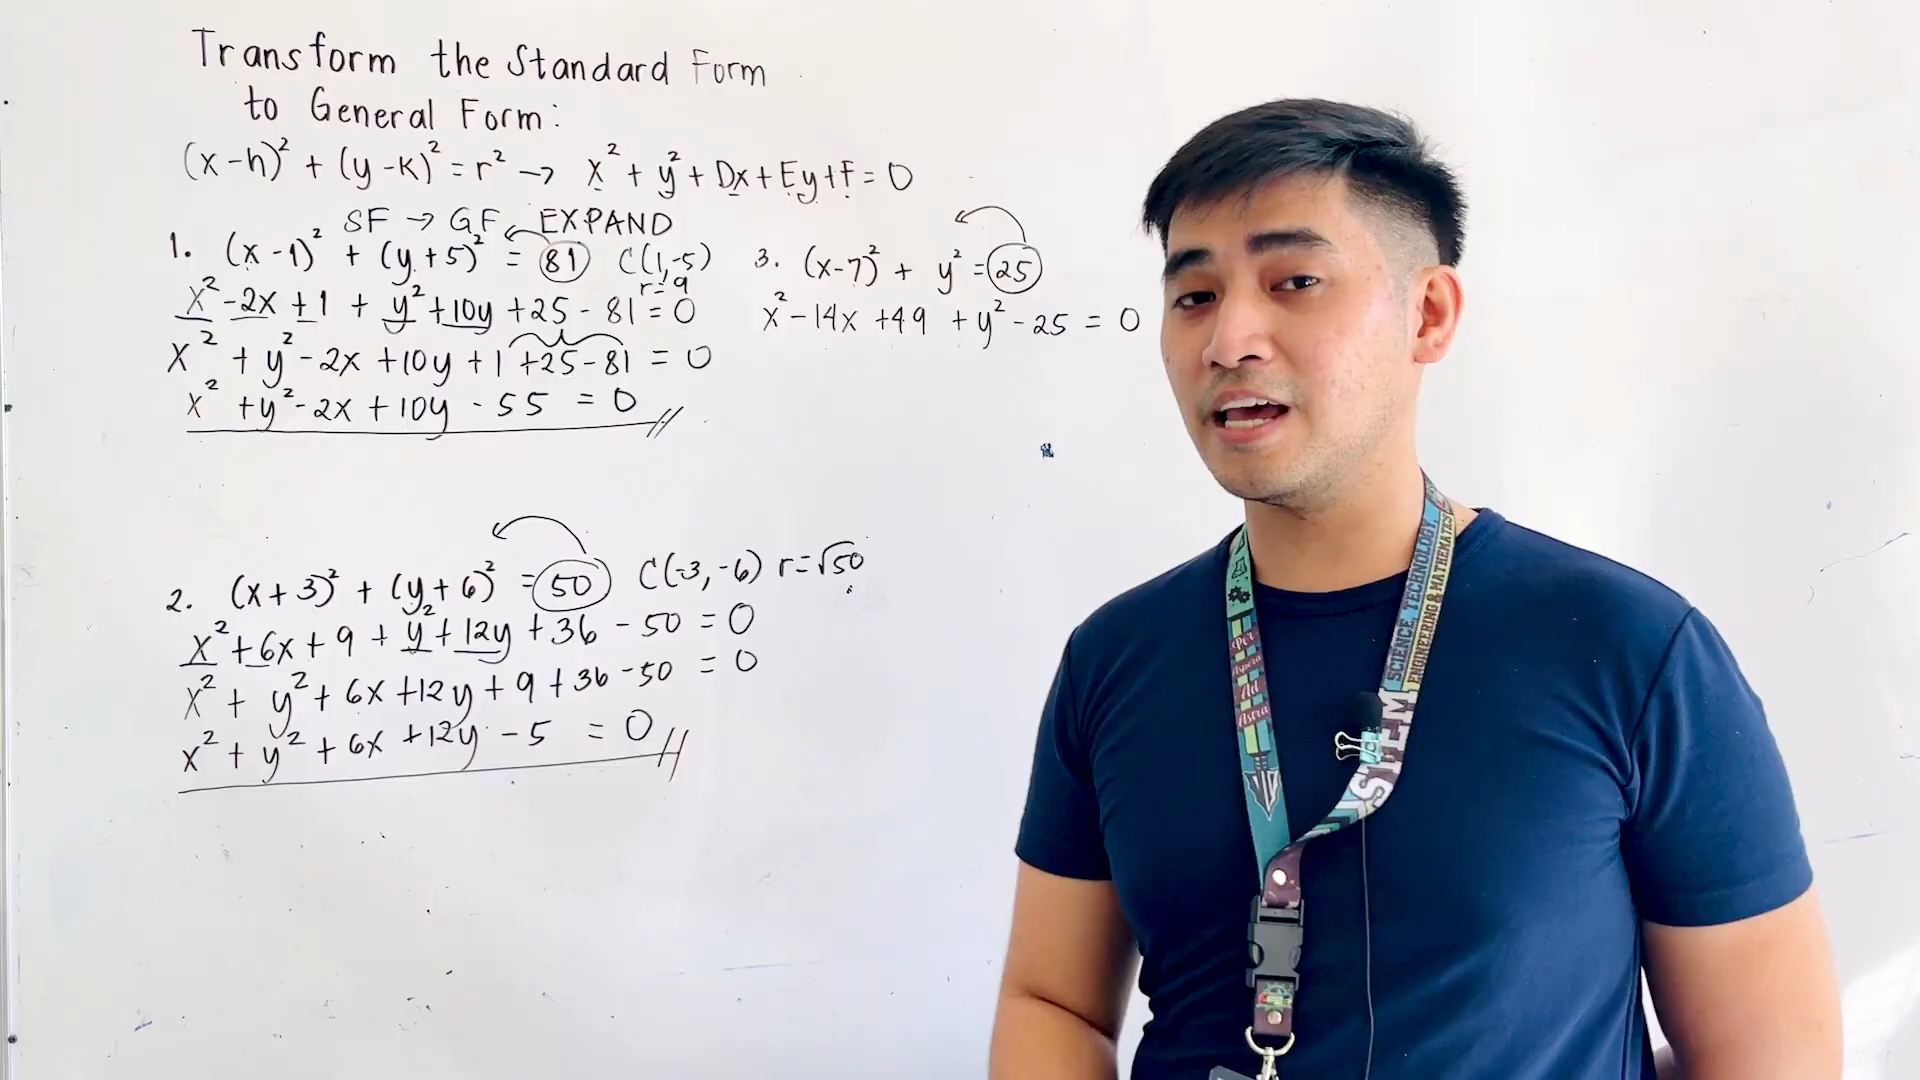 Transform the Standard Form
to General Form:
(x-h)² + (y-k)² = r² → x² + y² + Dx + Ey + F = 0
SF → GF EXPAND
1. (x-1)² + (y+5)² = 81 C(1,-5)
r=9
x² -2x +1 + y² +10y +25 - 81 = 0
x² + y² - 2x +10y +1 +25 -81 = 0
x² + y² - 2x + 10y - 55 = 0
2. (x+3)² + (y+6)² = 50 C(-3,-6) r=√50
x² +6x + 9 + y² + 12y + 36 - 50 = 0
x² + y² + 6x +12y + 9 + 36 -50 = 0
x² + y² + 6x +12y - 5 = 0
3. (x-7)² + y² = 25
x² -14x +49 + y² - 25 = 0
SCIENCE, TECHNOLOGY,
ENGINEERING & MATHEMATICS
STEM
Per
Aspera
Ad
Astra